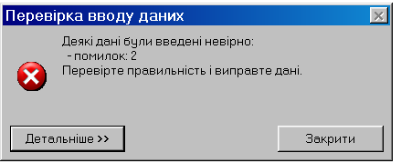 Перевірка вводу даних
Деякі дані були введені невірно:
- помилок: 2
Перевірте правильність і виправте дані.
Детальніше >>
Закрити